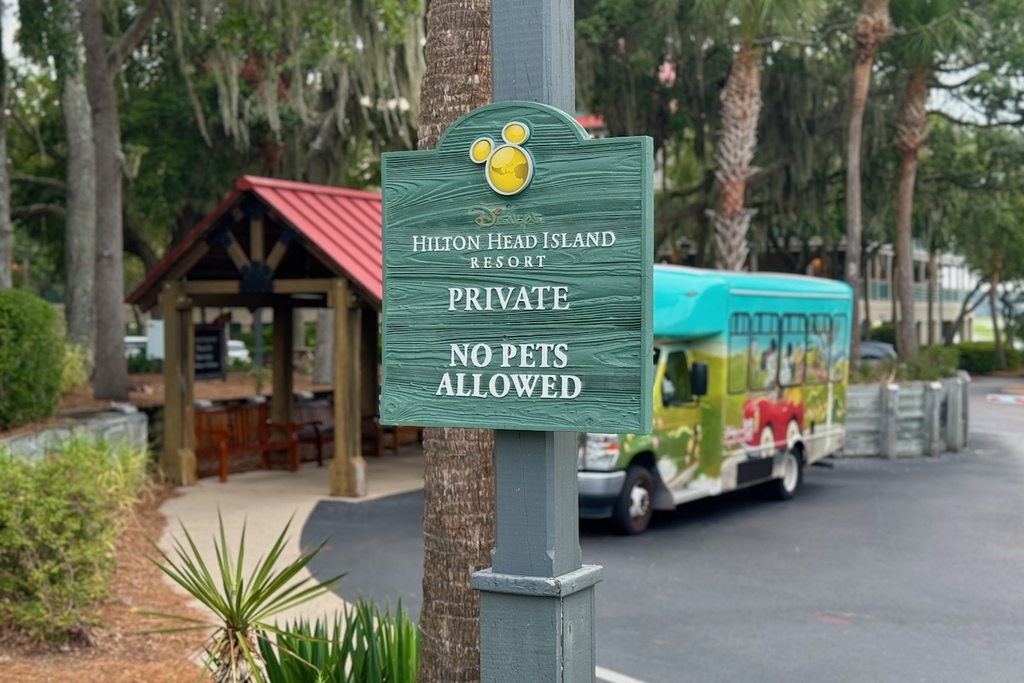 Disney's
HILTON HEAD ISLAND
RESORT
PRIVATE
NO PETS
ALLOWED